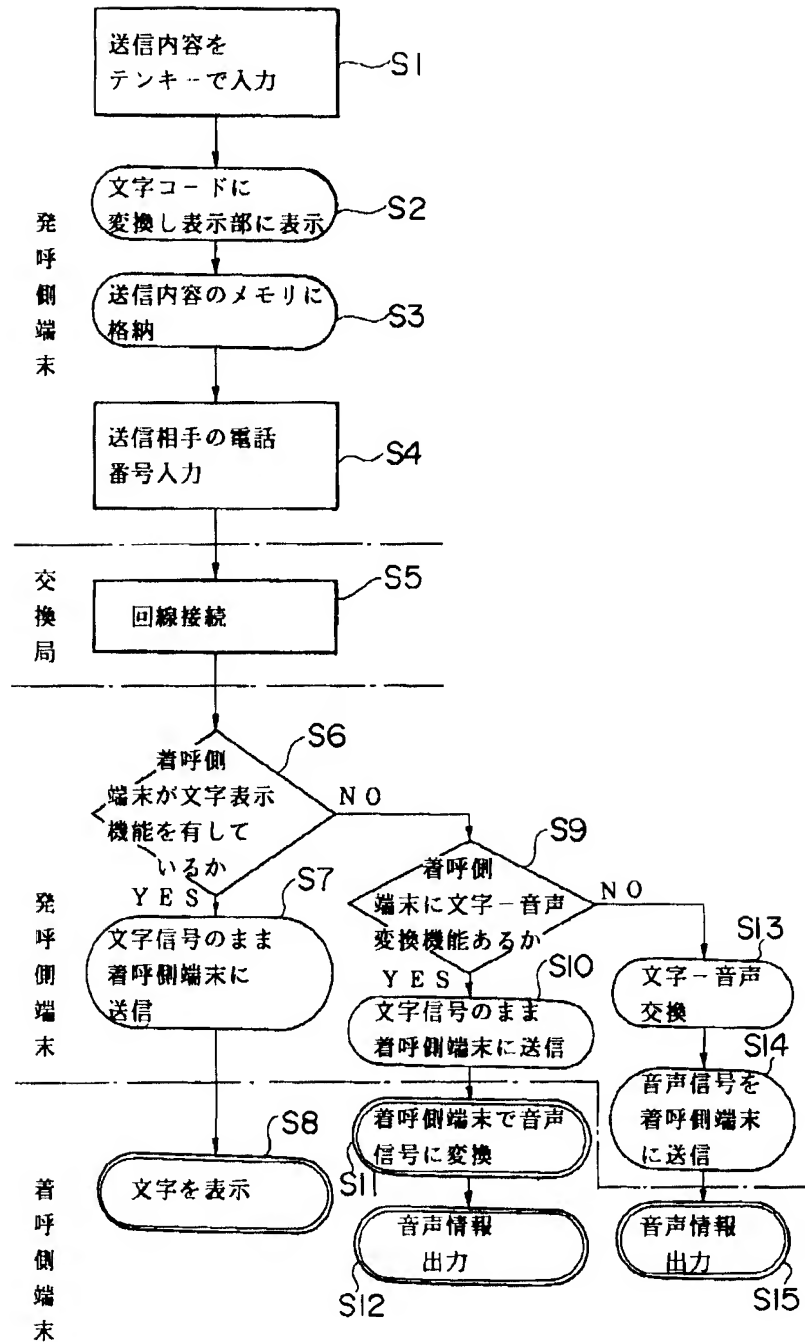 送信内容を
テンキーで入力
S1
文字コードに
変換し表示部に表示
S2
送信内容のメモリに
格納
S3
送信相手の電話
番号入力
S4
発呼側端末
交換局
回線接続
S5
着呼側
端末が文字表示
機能を有して
いるか
S6
YES
NO
発呼側端末
文字信号のまま
着呼側端末に
送信
S7
着呼側
端末に文字-音声
変換機能あるか
S9
YES
NO
文字信号のまま
着呼側端末に送信
S10
文字-音声
交換
S13
音声信号を
着呼側端末
に送信
S14
着呼側端末
文字を表示
S8
着呼側端末で音声
信号に変換
S11
音声情報
出力
S12
音声情報
出力
S15